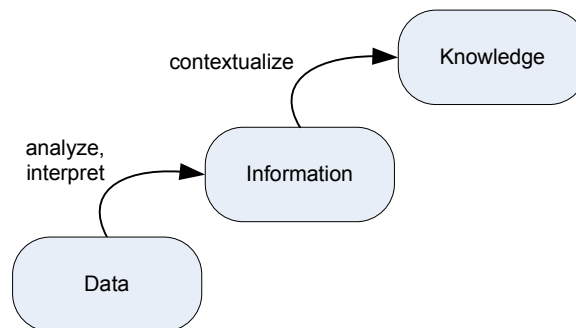 Knowledge
contextualize
analyze,
interpret
Information
Data